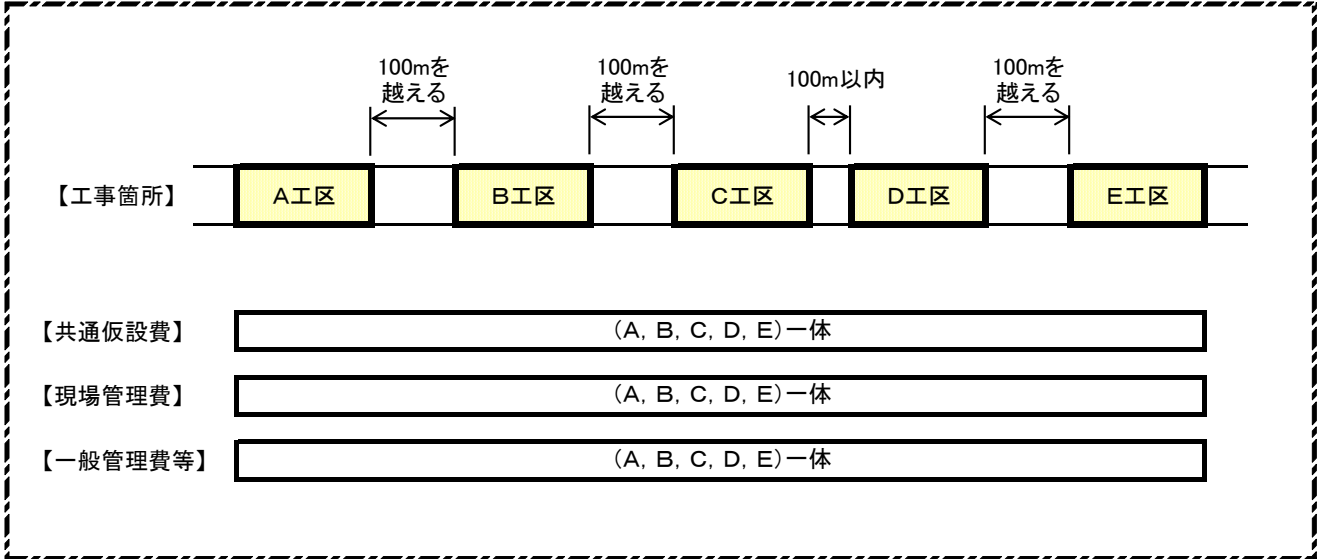 100mを
越える
100mを
越える
100m以内
100mを
越える
【工事箇所】
A工区
B工区
C工区
D工区
E工区
【共通仮設費】
(A, B, C, D, E)一体
【現場管理費】
(A, B, C, D, E)一体
【一般管理費等】
(A, B, C, D, E)一体